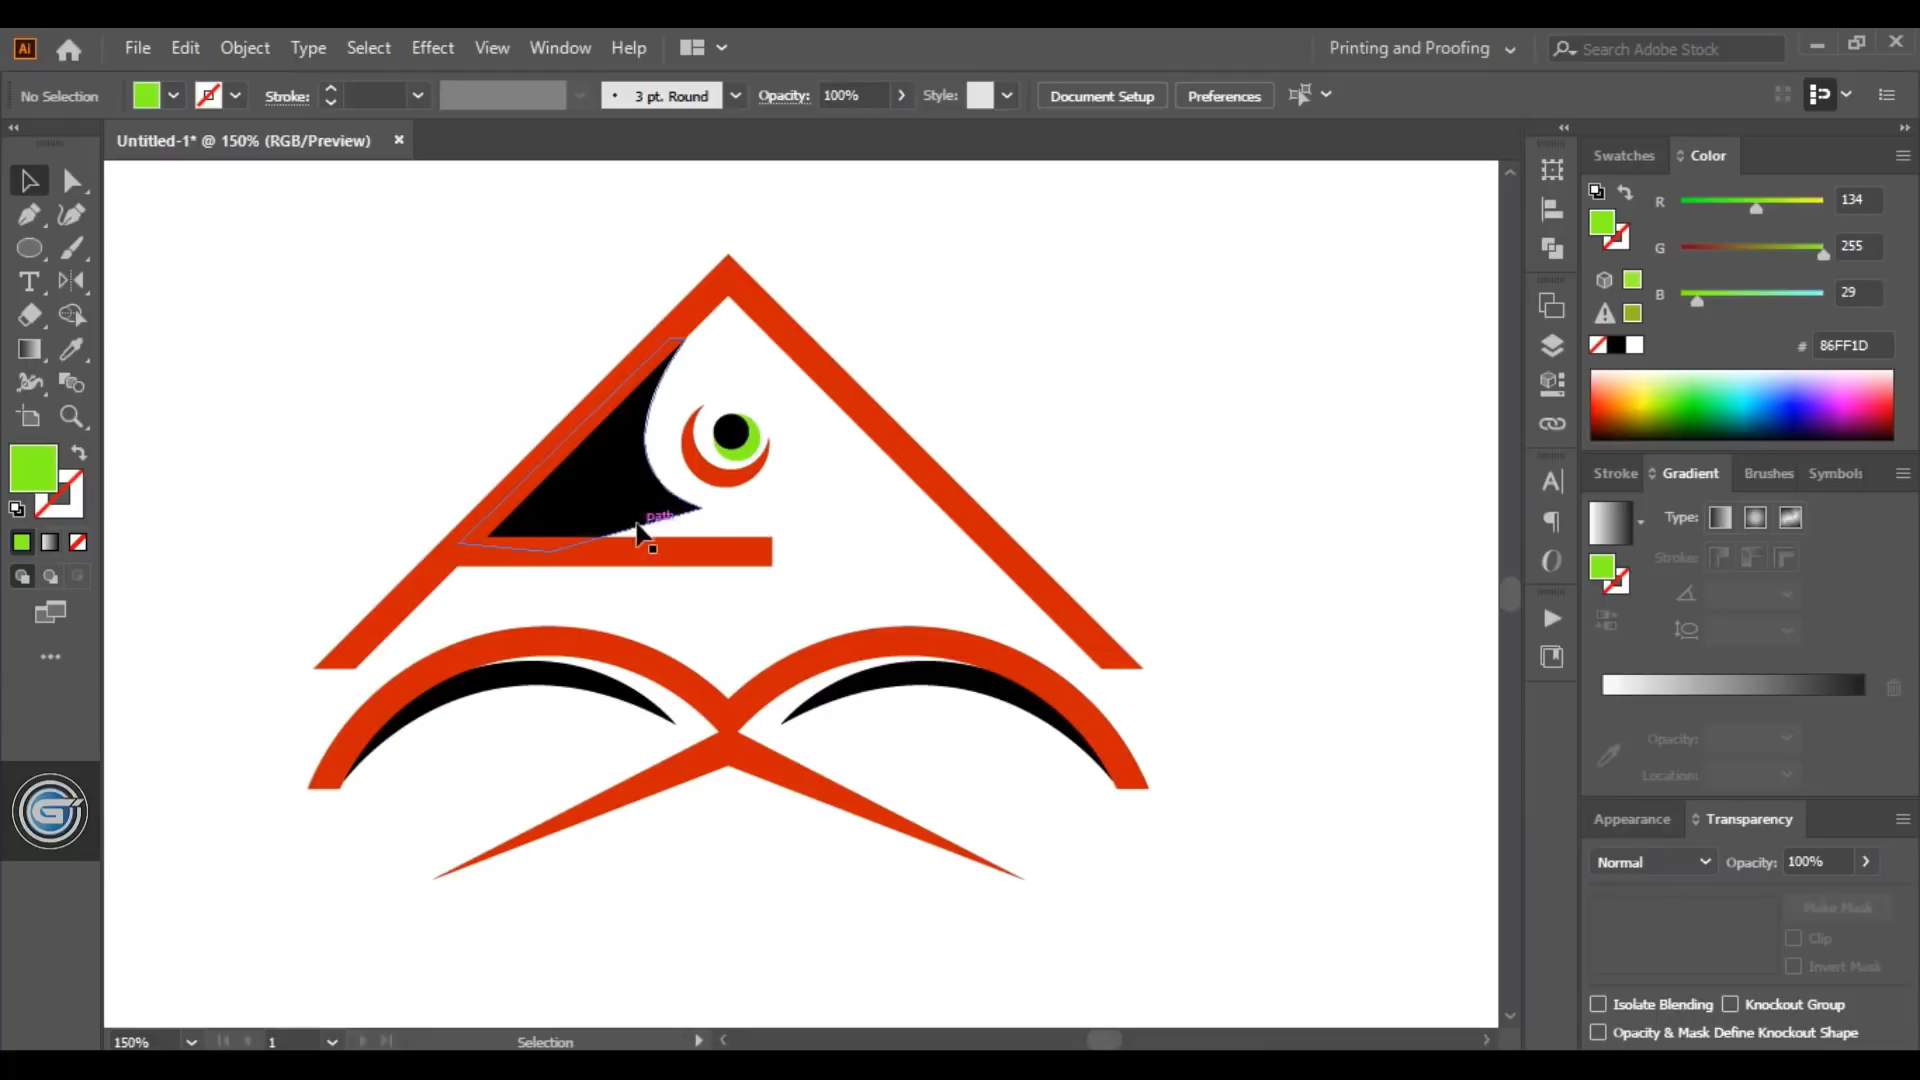 Ai File Edit Object Type Select Effect View Window Help Printing and Proofing Search Adobe Stock
No Selection Stroke: 3 pt. Round Opacity: 100% Style: Document Setup Preferences
Untitled-1* @ 150% (RGB/Preview)
Swatches Color
R 134
G 255
B 29
# 86FF1D
Stroke Gradient Brushes Symbols
Type:
Stroke:
Opacity:
Location:
path
Appearance Transparency
Normal Opacity: 100%
Make Mask
Clip
Invert Mask
Isolate Blending Knockout Group
Opacity & Mask Define Knockout Shape
150% 1 Selection